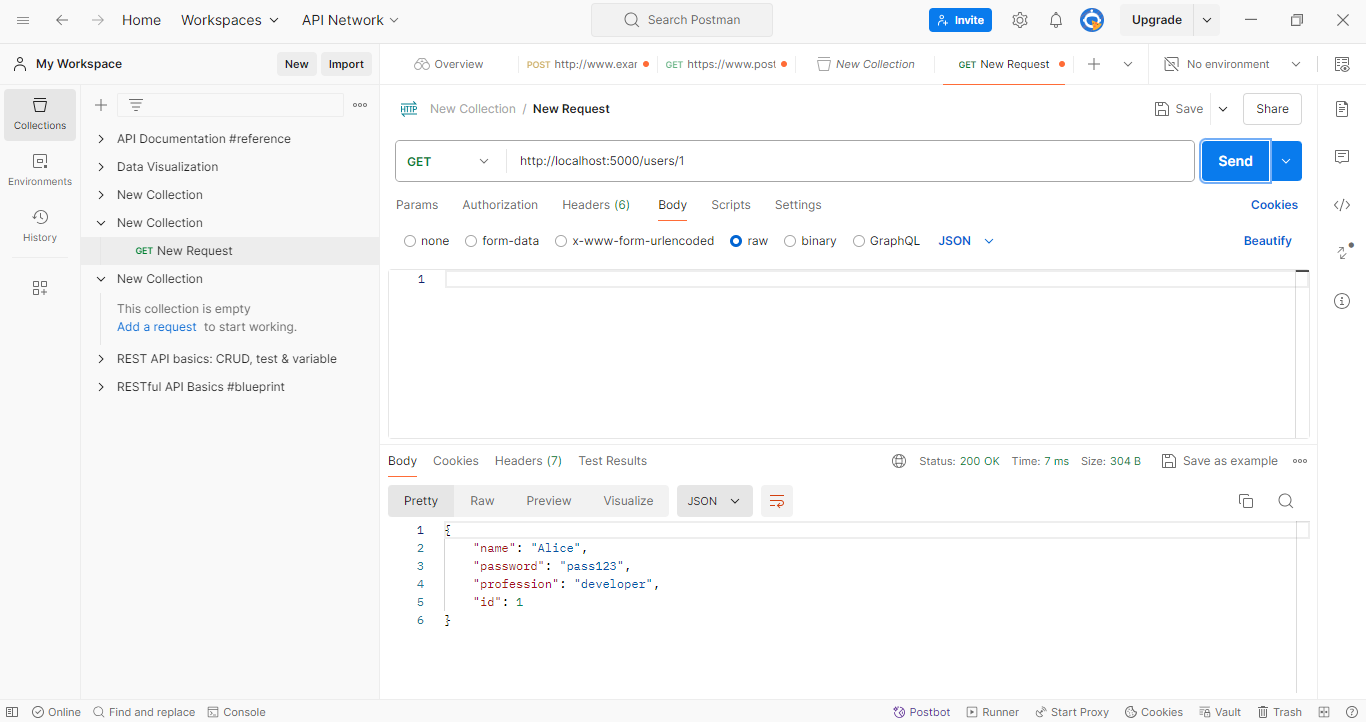 Home Workspaces API Network Search Postman Invite Upgrade
My Workspace New Import
Overview POST http://www.exar GET https://www.post New Collection GET New Request No environment
Collections
Environments
History
API Documentation #reference
Data Visualization
New Collection
New Collection
GET New Request
New Collection
This collection is empty
Add a request to start working.
REST API basics: CRUD, test & variable
RESTful API Basics #blueprint
HTTP New Collection / New Request Save Share
GET http://localhost:5000/users/1 Send
Params Authorization Headers (6) Body Scripts Settings Cookies
none form-data x-www-form-urlencoded raw binary GraphQL JSON Beautify
1
Body Cookies Headers (7) Test Results Status: 200 OK Time: 7 ms Size: 304 B Save as example
Pretty Raw Preview Visualize JSON
1 {
2 "name": "Alice",
3 "password": "pass123",
4 "profession": "developer",
5 "id": 1
6 }
Online Find and replace Console Postbot Runner Start Proxy Cookies Vault Trash